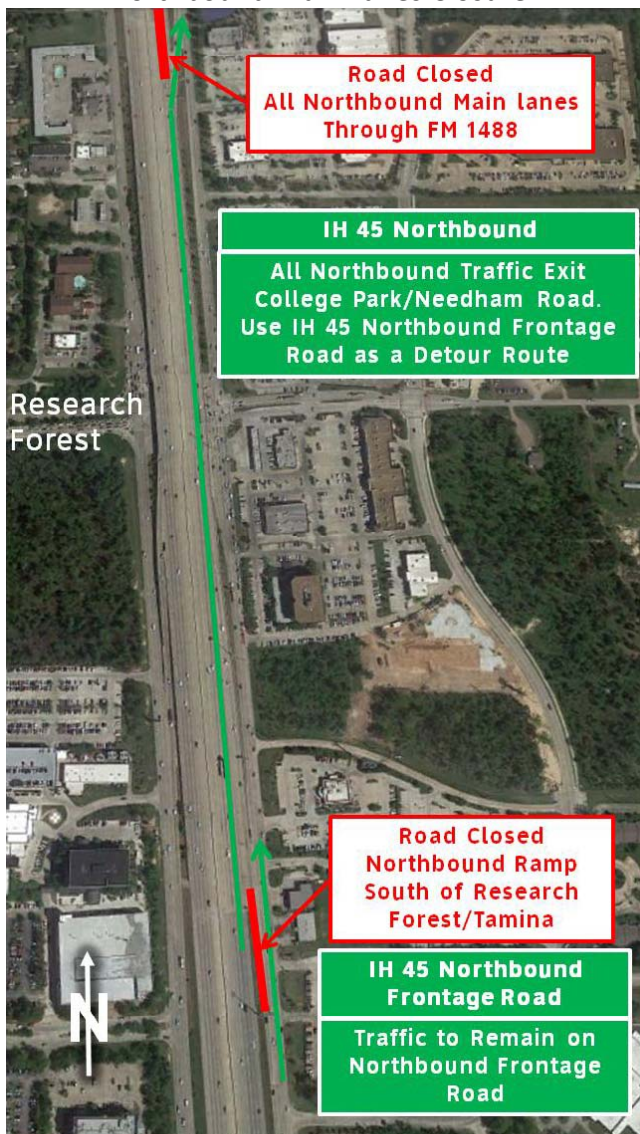 Road Closed
All Northbound Main lanes
Through FM 1488
IH 45 Northbound
All Northbound Traffic Exit
College Park/Needham Road.
Use IH 45 Northbound Frontage
Road as a Detour Route
Research
Forest
Road Closed
Northbound Ramp
South of Research
Forest/Tamina
IH 45 Northbound
Frontage Road
Traffic to Remain on
Northbound Frontage
Road
N